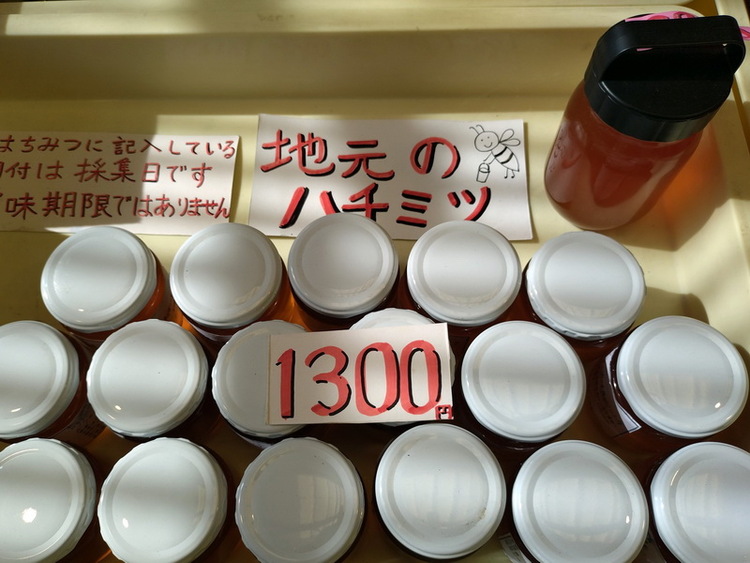 はちみつに記入している
日付は採集日です
賞味期限ではありません
地元の
ハチミツ
1300円